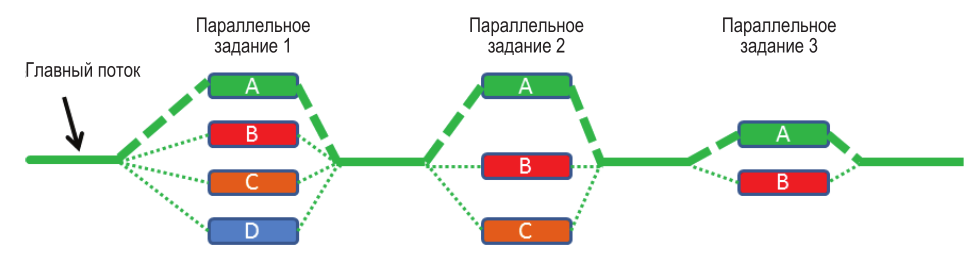 Параллельное
задание 1
Параллельное
задание 2
Параллельное
задание 3
Главный поток
A
A
B
A
B
C
B
D
C